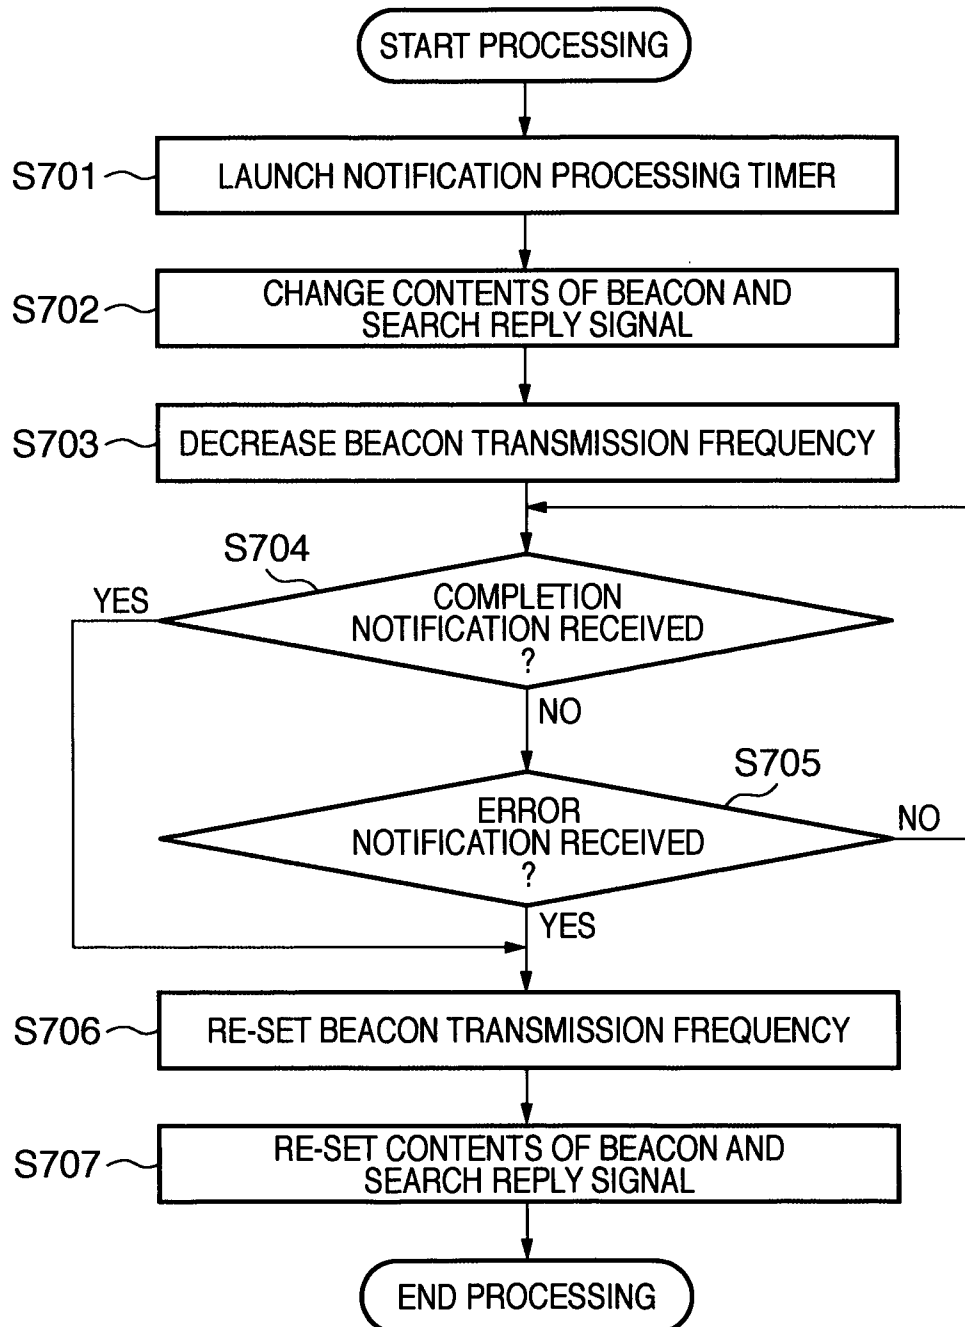 START PROCESSING
S701
LAUNCH NOTIFICATION PROCESSING TIMER
S702
CHANGE CONTENTS OF BEACON AND
SEARCH REPLY SIGNAL
S703
DECREASE BEACON TRANSMISSION FREQUENCY
S704
YES
COMPLETION
NOTIFICATION RECEIVED
?
NO
S705
ERROR
NOTIFICATION RECEIVED
?
NO
YES
S706
RE-SET BEACON TRANSMISSION FREQUENCY
S707
RE-SET CONTENTS OF BEACON AND
SEARCH REPLY SIGNAL
END PROCESSING